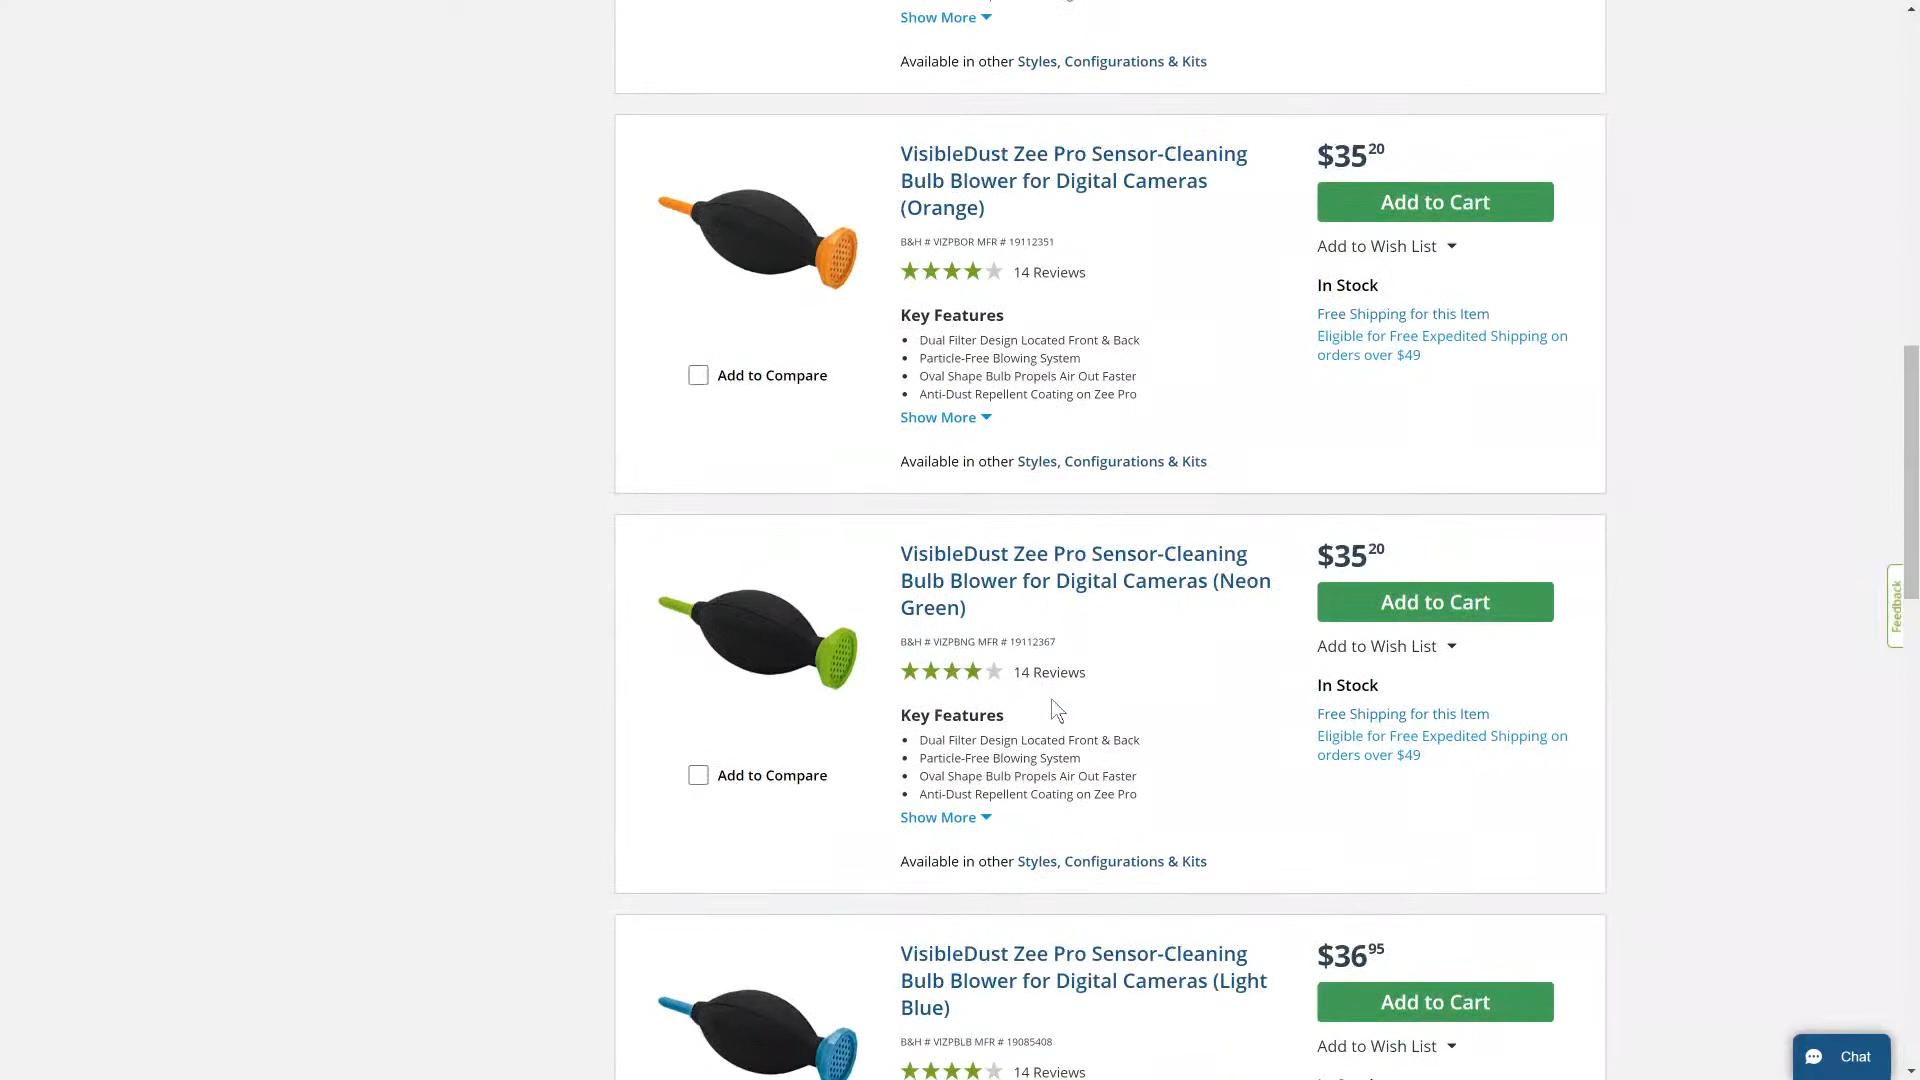 Show More
Available in other Styles, Configurations & Kits
VisibleDust Zee Pro Sensor-Cleaning
Bulb Blower for Digital Cameras
(Orange)
B&H # VIZPBOR MFR # 19112351
14 Reviews
Key Features
Dual Filter Design Located Front & Back
Particle-Free Blowing System
Oval Shape Bulb Propels Air Out Faster
Anti-Dust Repellent Coating on Zee Pro
Show More
Available in other Styles, Configurations & Kits
Add to Compare
$35 20
Add to Cart
Add to Wish List
In Stock
Free Shipping for this Item
Eligible for Free Expedited Shipping on
orders over $49
VisibleDust Zee Pro Sensor-Cleaning
Bulb Blower for Digital Cameras (Neon
Green)
B&H # VIZPBNG MFR # 19112367
14 Reviews
Key Features
Dual Filter Design Located Front & Back
Particle-Free Blowing System
Oval Shape Bulb Propels Air Out Faster
Anti-Dust Repellent Coating on Zee Pro
Show More
Available in other Styles, Configurations & Kits
Add to Compare
$35 20
Add to Cart
Add to Wish List
In Stock
Free Shipping for this Item
Eligible for Free Expedited Shipping on
orders over $49
VisibleDust Zee Pro Sensor-Cleaning
Bulb Blower for Digital Cameras (Light
Blue)
B&H # VIZPBLB MFR # 19085408
14 Reviews
$36 95
Add to Cart
Add to Wish List
Feedback
Chat